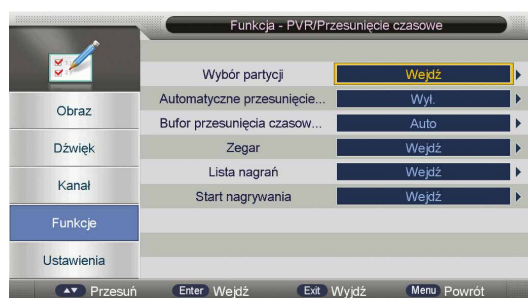 Funkcja - PVR/Przesunięcie czasowe
Wybór partycji Wejdź
Automatyczne przesunięcie... Wył.
Bufor przesunięcia czasow... Auto
Zegar Wejdź
Lista nagrań Wejdź
Start nagrywania Wejdź
Obraz
Dźwięk
Kanał
Funkcje
Ustawienia
Przesuń Enter Wejdź Exit Wyjdź Menu Powrót